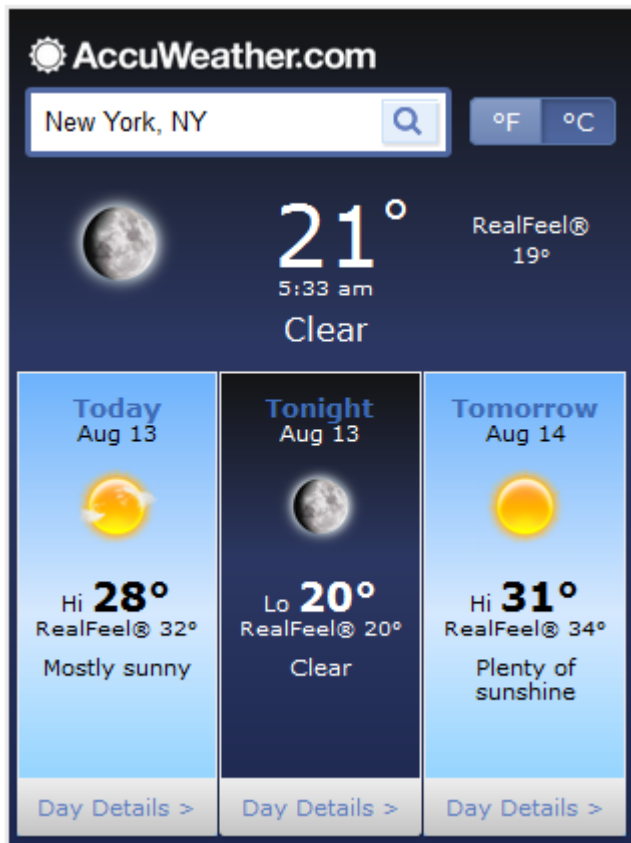 AccuWeather.com
New York, NY
°F °C
21°
5:33 am
Clear
RealFeel®
19°
Today
Aug 13
Hi 28°
RealFeel® 32°
Mostly sunny
Day Details >
Tonight
Aug 13
Lo 20°
RealFeel® 20°
Clear
Day Details >
Tomorrow
Aug 14
Hi 31°
RealFeel® 34°
Plenty of
sunshine
Day Details >